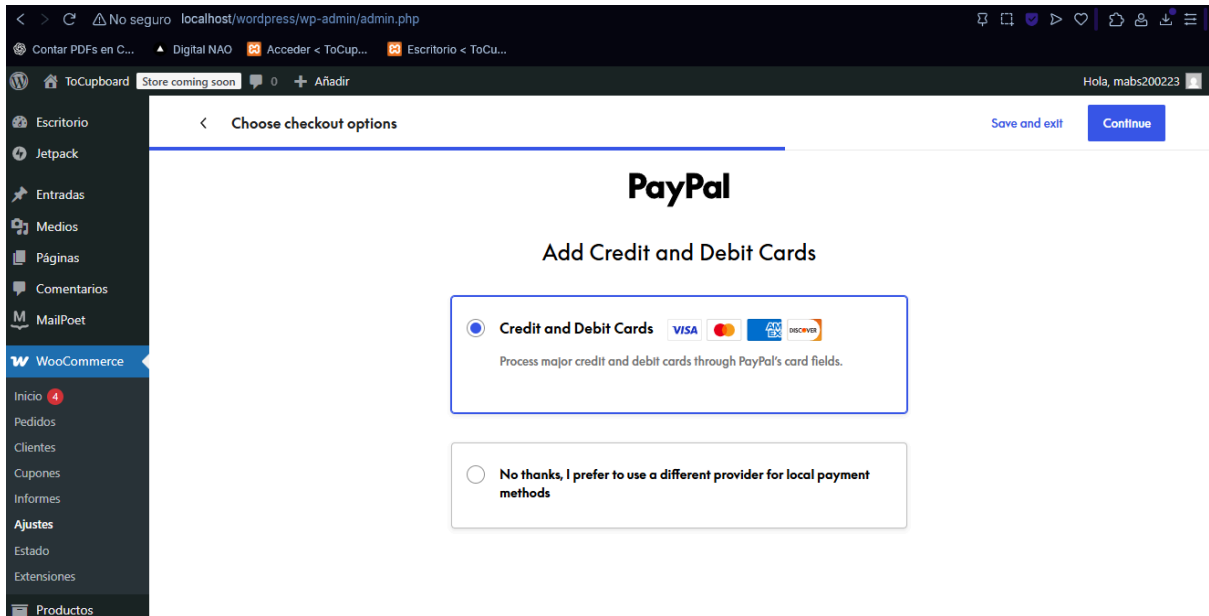 No seguro localhost/wordpress/wp-admin/admin.php
Contar PDFs en C... Digital NAO Acceder < ToCup... Escritorio < ToCu...
ToCupboard Store coming soon 0 Añadir Hola, mabs200223
Escritorio
Jetpack
Entradas
Medios
Páginas
Comentarios
MailPoet
WooCommerce
Inicio 4
Pedidos
Clientes
Cupones
Informes
Ajustes
Estado
Extensiones
Productos
Choose checkout options Save and exit Continue
PayPal
Add Credit and Debit Cards
Credit and Debit Cards VISA AM EX DISCOVER
Process major credit and debit cards through PayPal's card fields.
No thanks, I prefer to use a different provider for local payment
methods